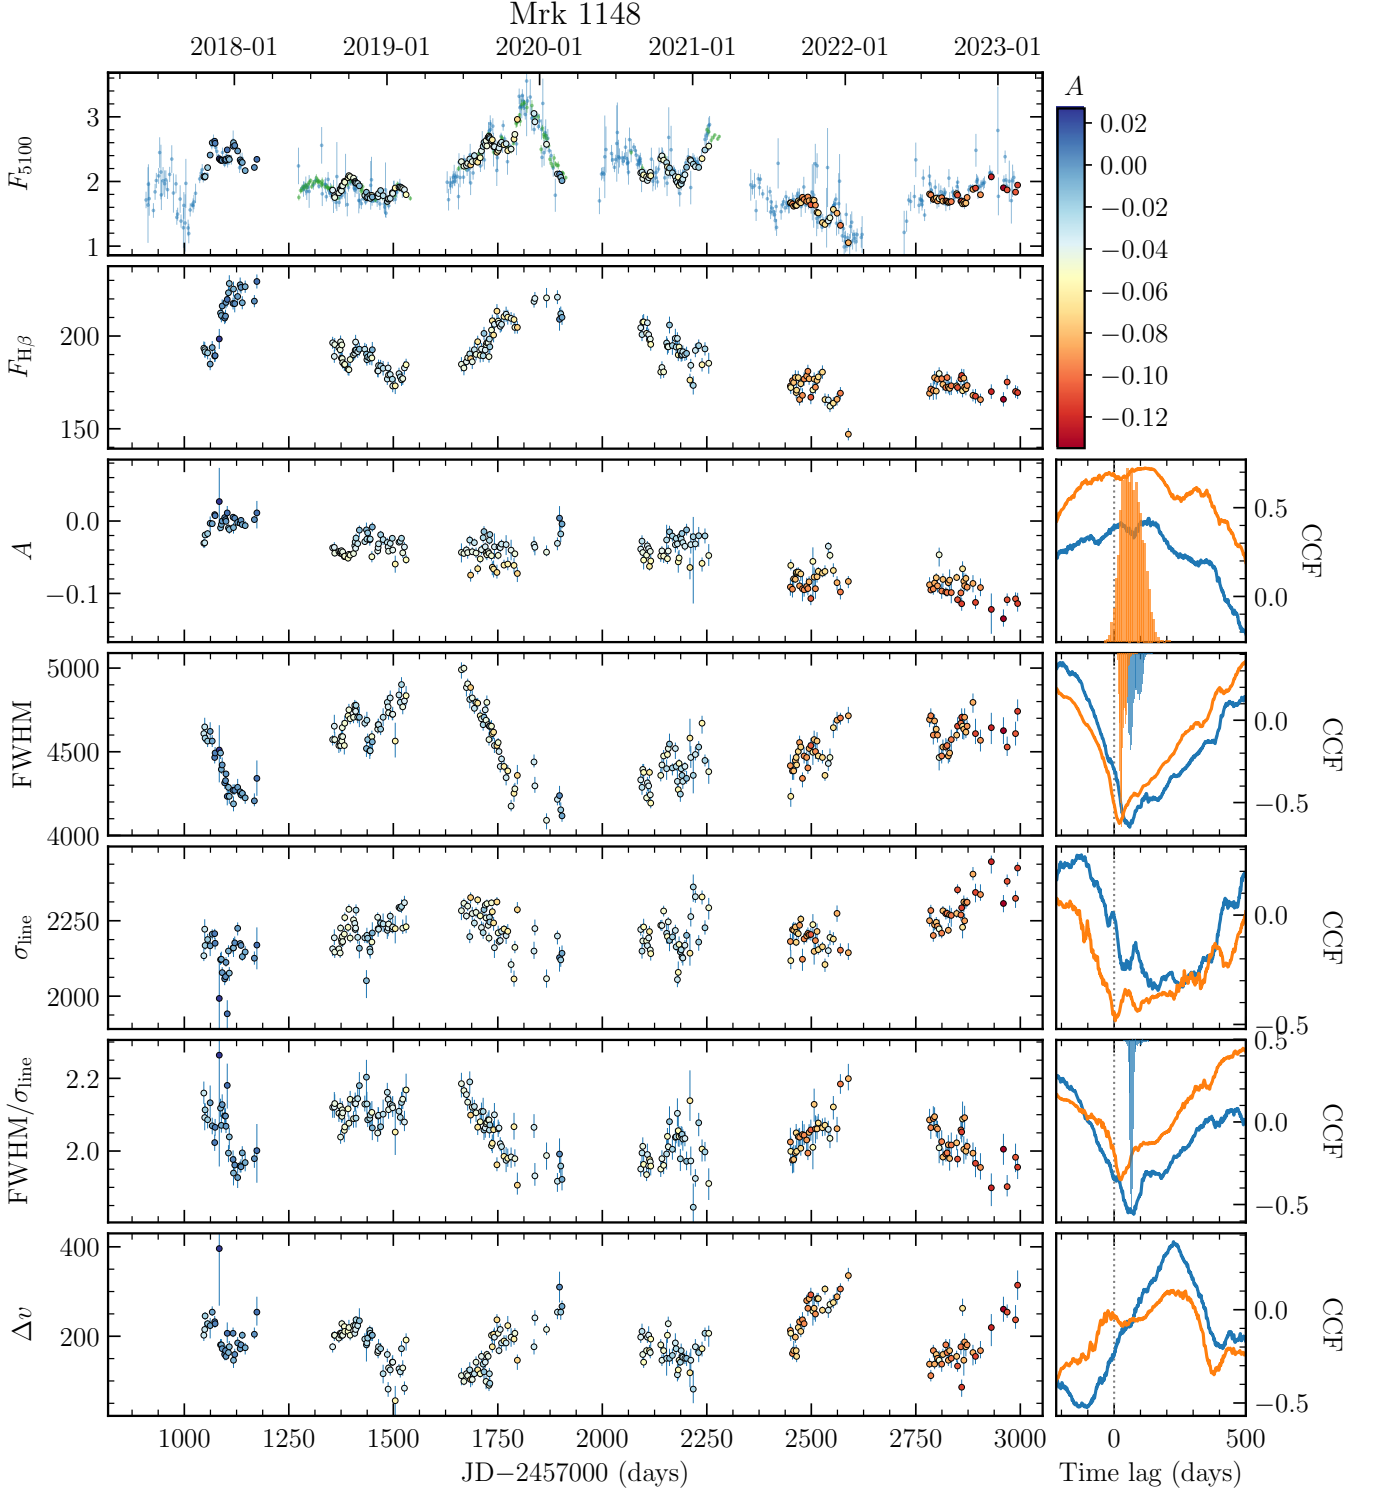 Mrk 1148
2018-01 2019-01 2020-01 2021-01 2022-01 2023-01
F5100
3
2
1
A
0.02
0.00
−0.02
−0.04
−0.06
−0.08
−0.10
−0.12
FHβ
200
150
A
0.0
−0.1
0.5
0.0
CCF
FWHM
5000
4500
4000
0.0
−0.5
CCF
σline
2250
2000
0.0
−0.5
CCF
FWHM/σline
2.2
2.0
0.5
0.0
−0.5
CCF
Δv
400
200
0.0
−0.5
CCF
1000 1250 1500 1750 2000 2250 2500 2750 3000
JD−2457000 (days)
0 500
Time lag (days)